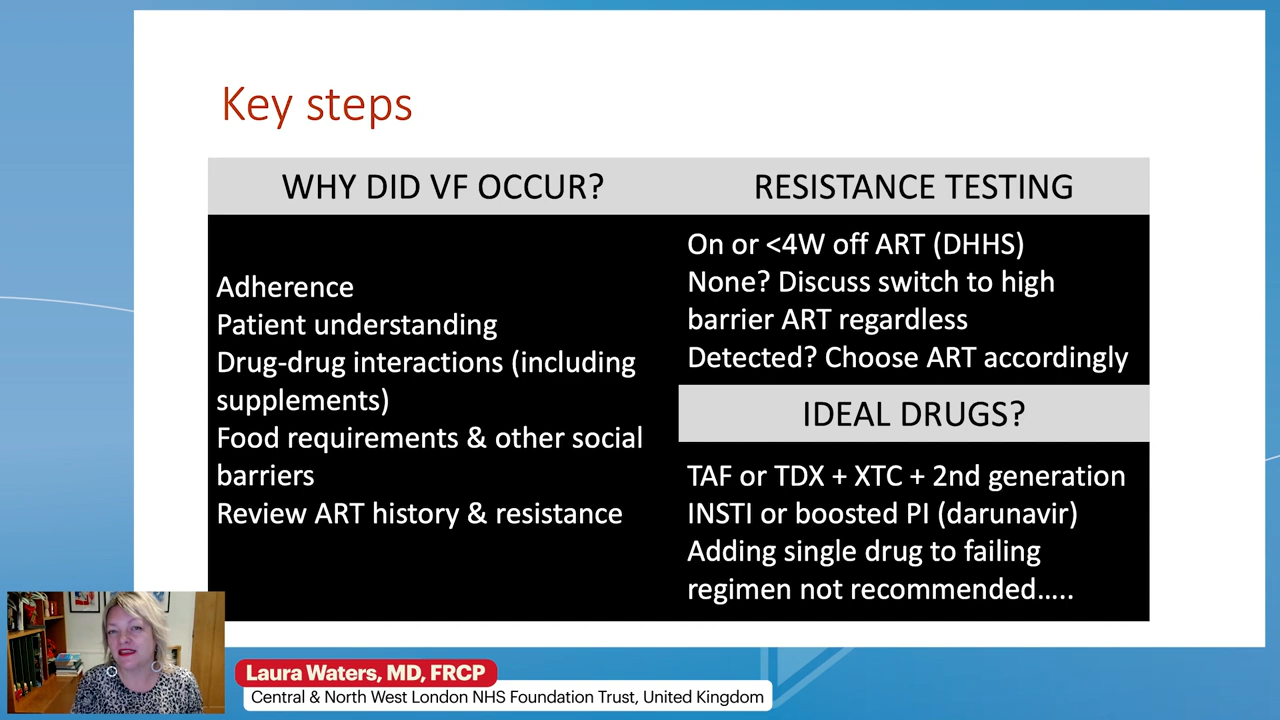 Key steps
WHY DID VF OCCUR?
Adherence
Patient understanding
Drug-drug interactions (including
supplements)
Food requirements & other social
barriers
Review ART history & resistance
RESISTANCE TESTING
On or <4W off ART (DHHS)
None? Discuss switch to high
barrier ART regardless
Detected? Choose ART accordingly
IDEAL DRUGS?
TAF or TDX + XTC + 2nd generation
INSTI or boosted PI (darunavir)
Adding single drug to failing
regimen not recommended.....
Laura Waters, MD, FRCP
Central & North West London NHS Foundation Trust, United Kingdom